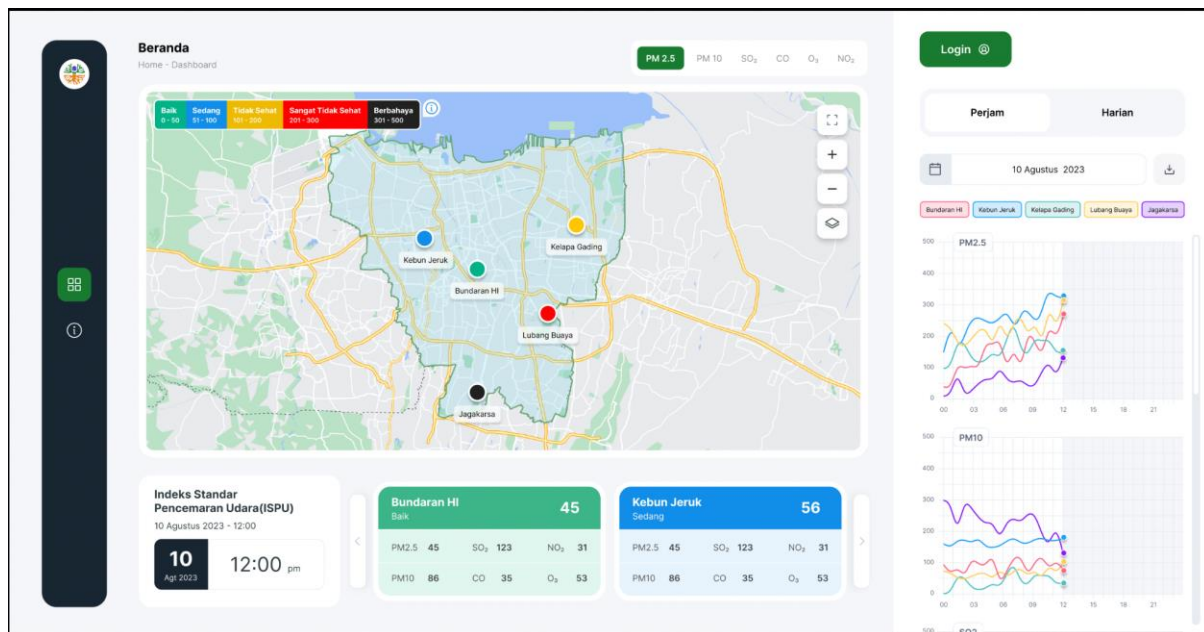 Beranda
Home - Dashboard
PM 2.5 PM 10 SO₂ CO O₃ NO₂
Baik Sedang Tidak Sehat Sangat Tidak Sehat Berbahaya
0 - 50 51 - 100 101 - 200 201 - 300 301 - 500
Kelapa Gading
Kebun Jeruk
Bundaran HI
Lubang Buaya
Jagakarsa
Indeks Standar
Pencemaran Udara(ISPU)
10 Agustus 2023 - 12:00
10
Agt 2023
12:00 pm
Bundaran HI 45
Baik
PM2.5 45 SO₂ 123 NO₂ 31
PM10 86 CO 35 O₃ 53
Kebun Jeruk 56
Sedang
PM2.5 45 SO₂ 123 NO₂ 31
PM10 86 CO 35 O₃ 53
Login
Perjam Harian
10 Agustus 2023
Bundaran HI Kebun Jeruk Kelapa Gading Lubang Buaya Jagakarsa
PM2.5
500
400
300
200
100
0
00 03 06 09 12 15 18 21
PM10
500
400
300
200
100
0
00 03 06 09 12 15 18 21
500 SO2